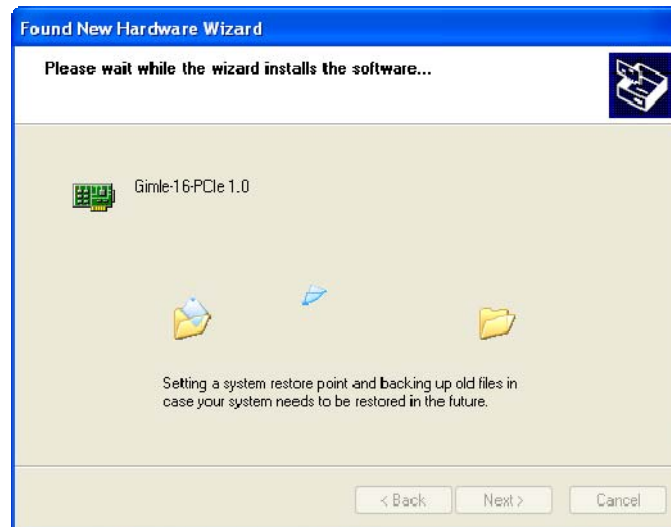 Found New Hardware Wizard
Please wait while the wizard installs the software...
Gimle-16-PCIe 1.0
Setting a system restore point and backing up old files in
case your system needs to be restored in the future.
< Back
Next >
Cancel